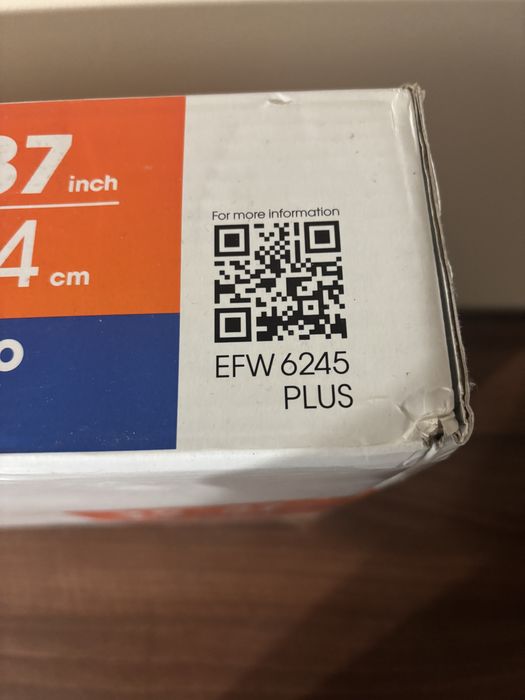 37 inch
4 cm
o
For more information
EFW 6245
PLUS